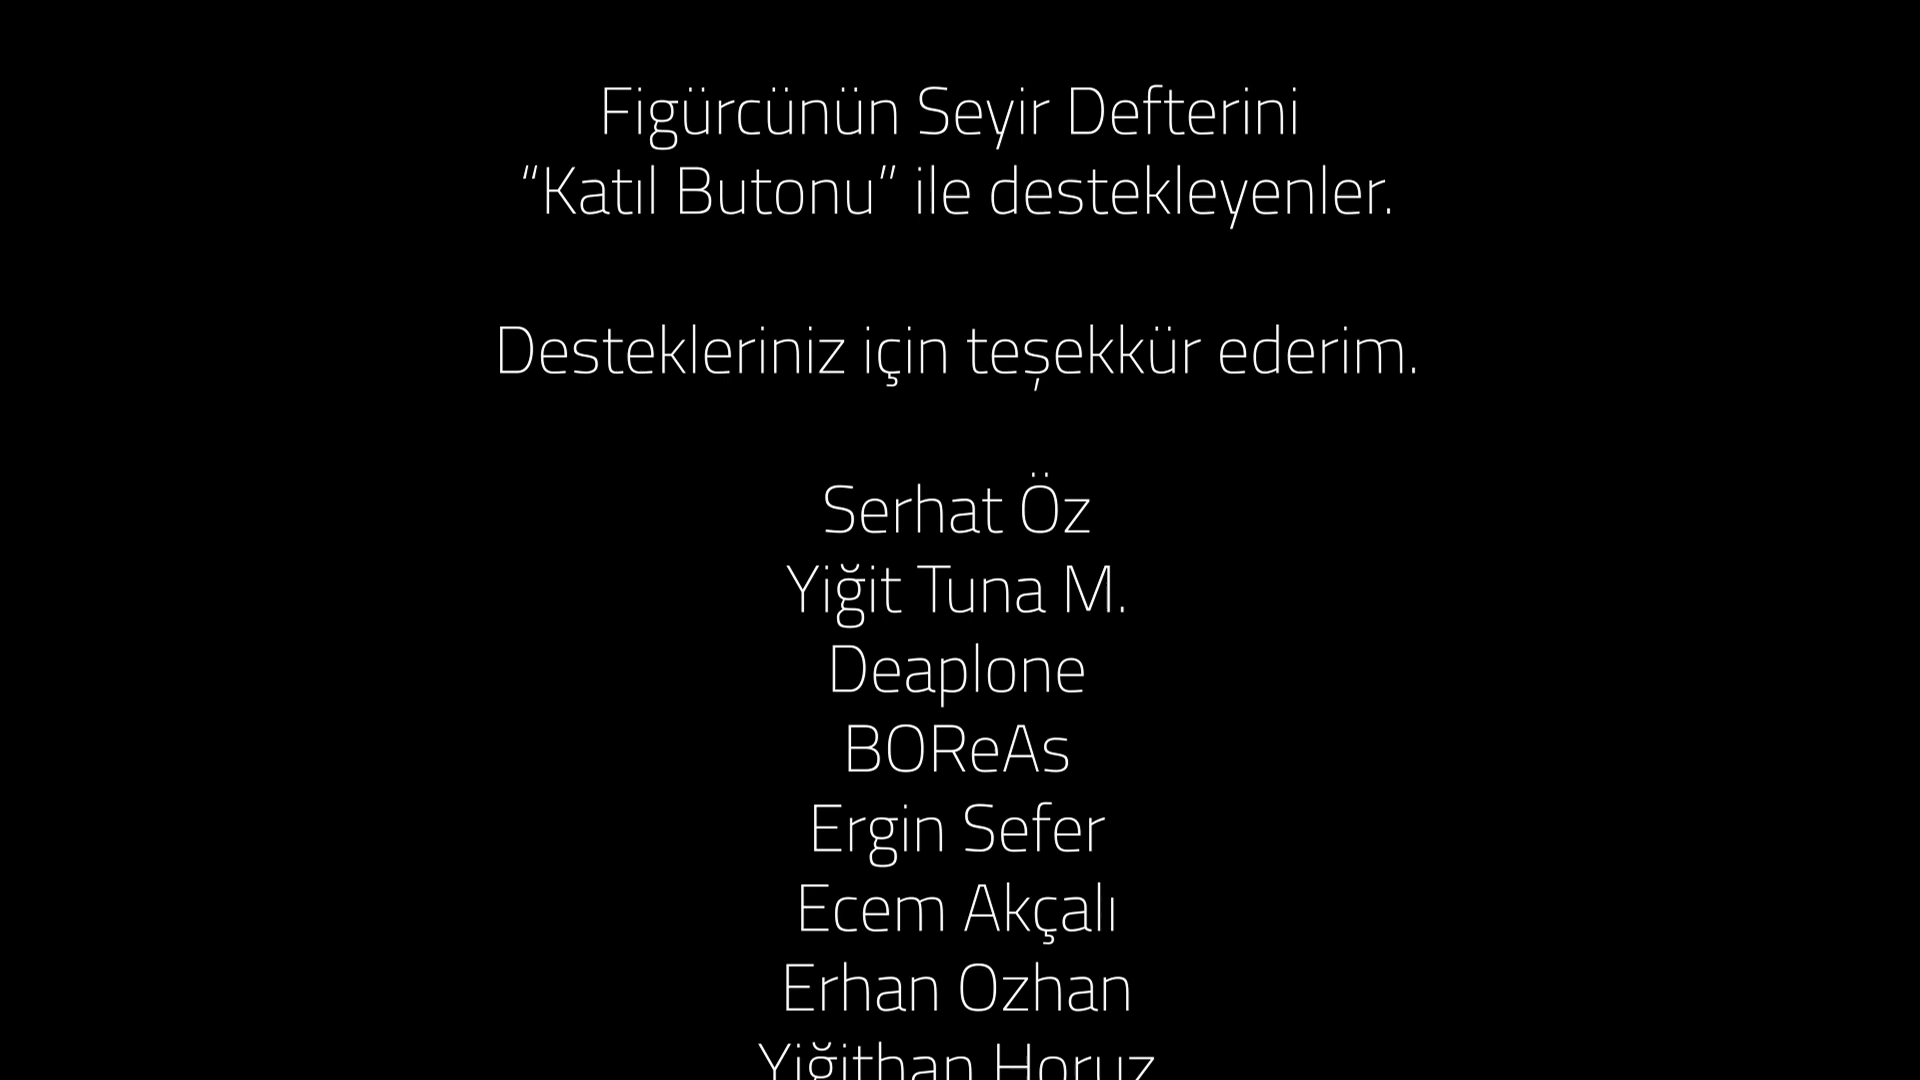 Figürcünün Seyir Defterini
“Katıl Butonu” ile destekleyenler.
Destekleriniz için teşekkür ederim.
Serhat Öz
Yiğit Tuna M.
Deaplone
BOReAs
Ergin Sefer
Ecem Akçalı
Erhan Ozhan
Yiğithan Horuz